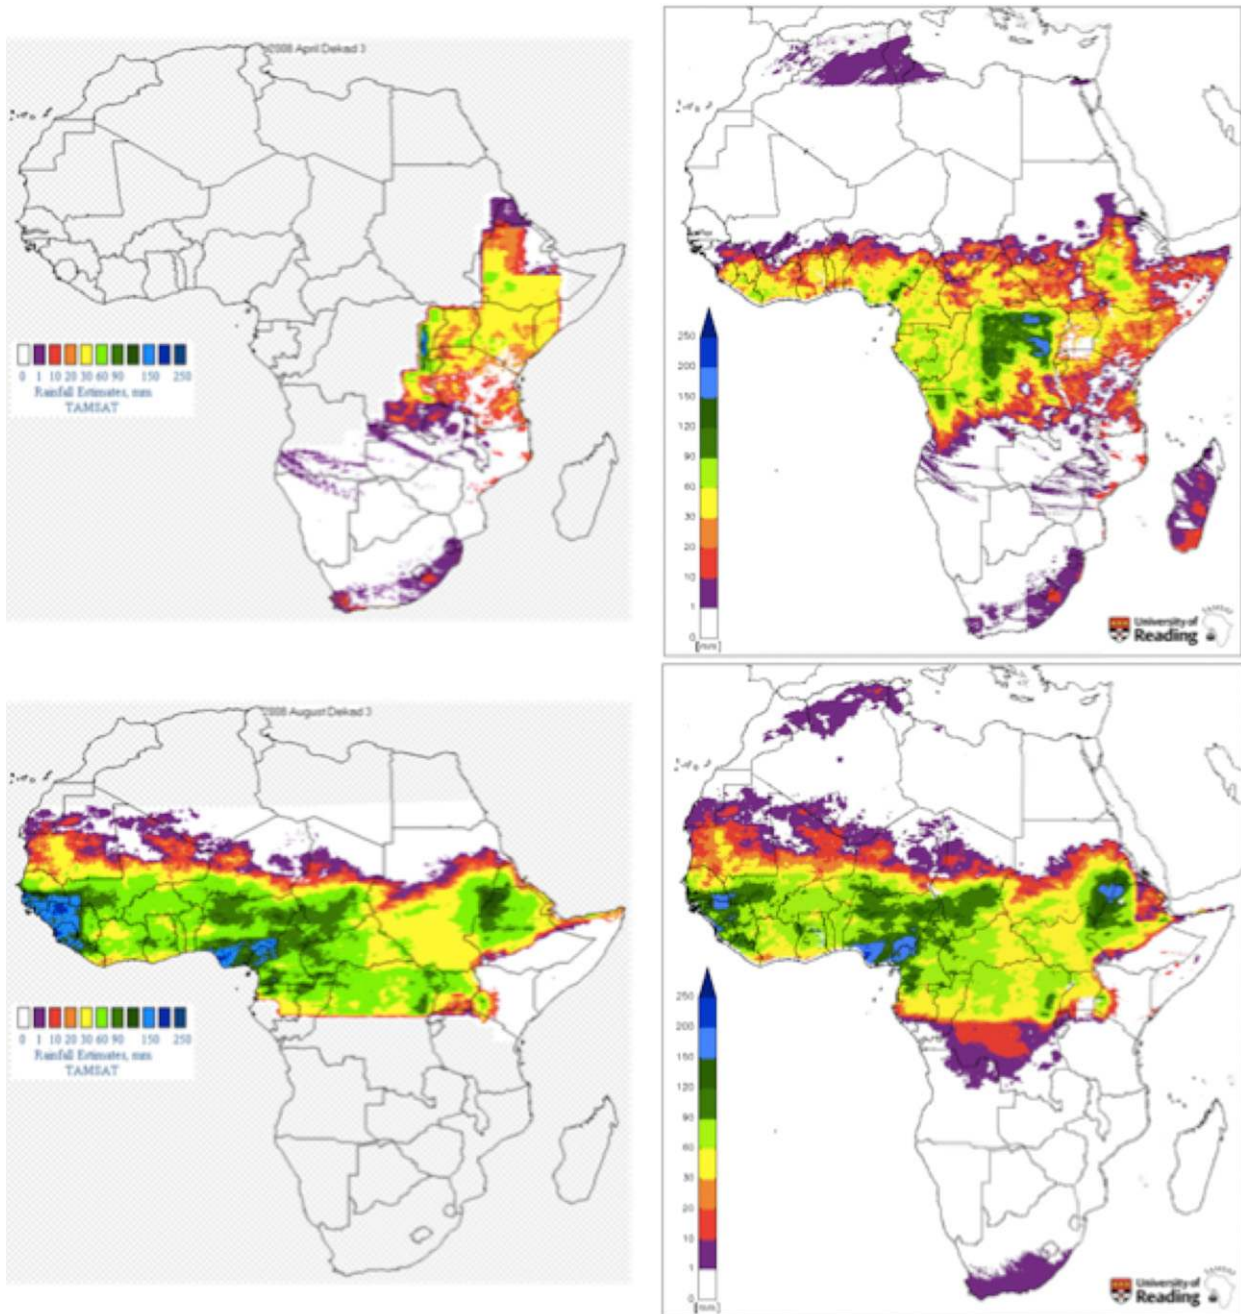 2008 April Dekad 3
0 1 10 20 30 60 90 150 250
Rainfall Estimates, mm
TAMSAT
250
200
150
120
90
60
30
20
10
1
0
[mm]
University of
Reading
TAMSAT
2008 August Dekad 3
0 1 10 20 30 60 90 150 250
Rainfall Estimates, mm
TAMSAT
250
200
150
120
90
60
30
20
10
1
0
[mm]
University of
Reading
TAMSAT